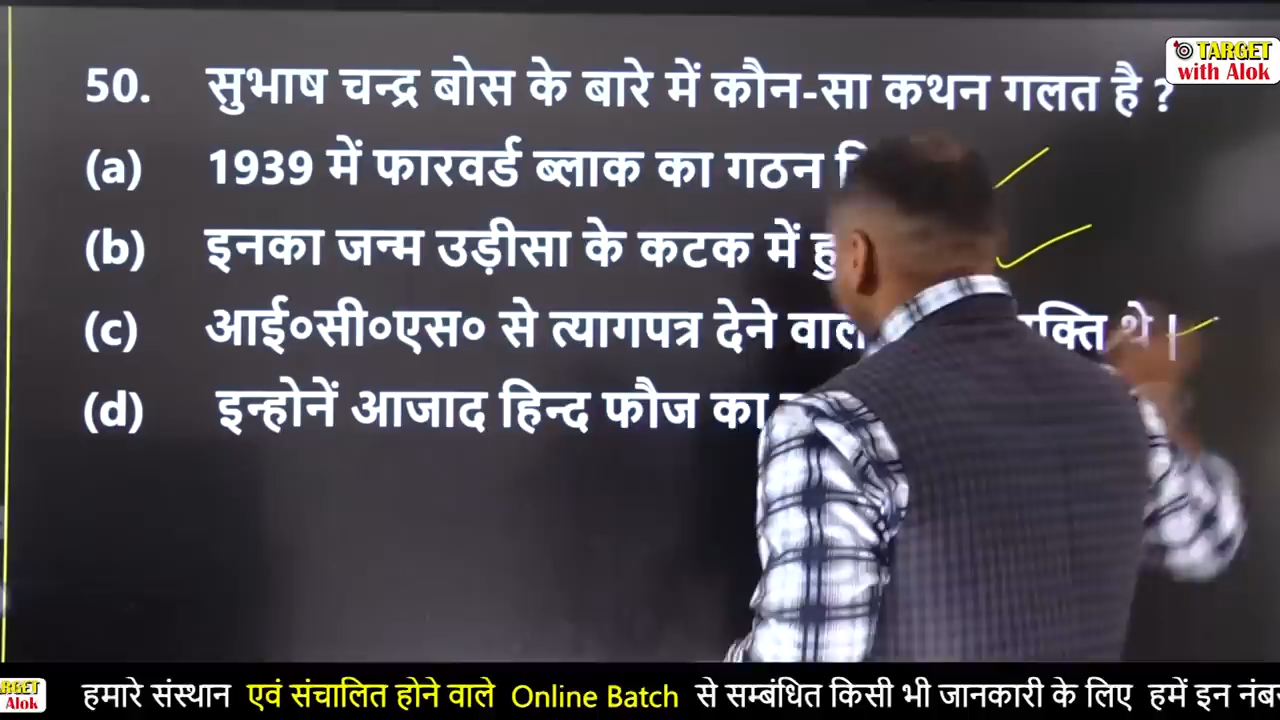 TARGET
with Alok
50. सुभाष चन्द्र बोस के बारे में कौन-सा कथन गलत है ?
(a) 1939 में फारवर्ड ब्लाक का गठन
(b) इनका जन्म उड़ीसा के कटक में
(c) आई०सी०एस० से त्यागपत्र देने थे।
(d) इन्होनें आजाद हिन्द फौज का
हमारे संस्थान एवं संचालित होने वाले Online Batch से सम्बंधित किसी भी जानकारी के लिए हमें इन
Alok